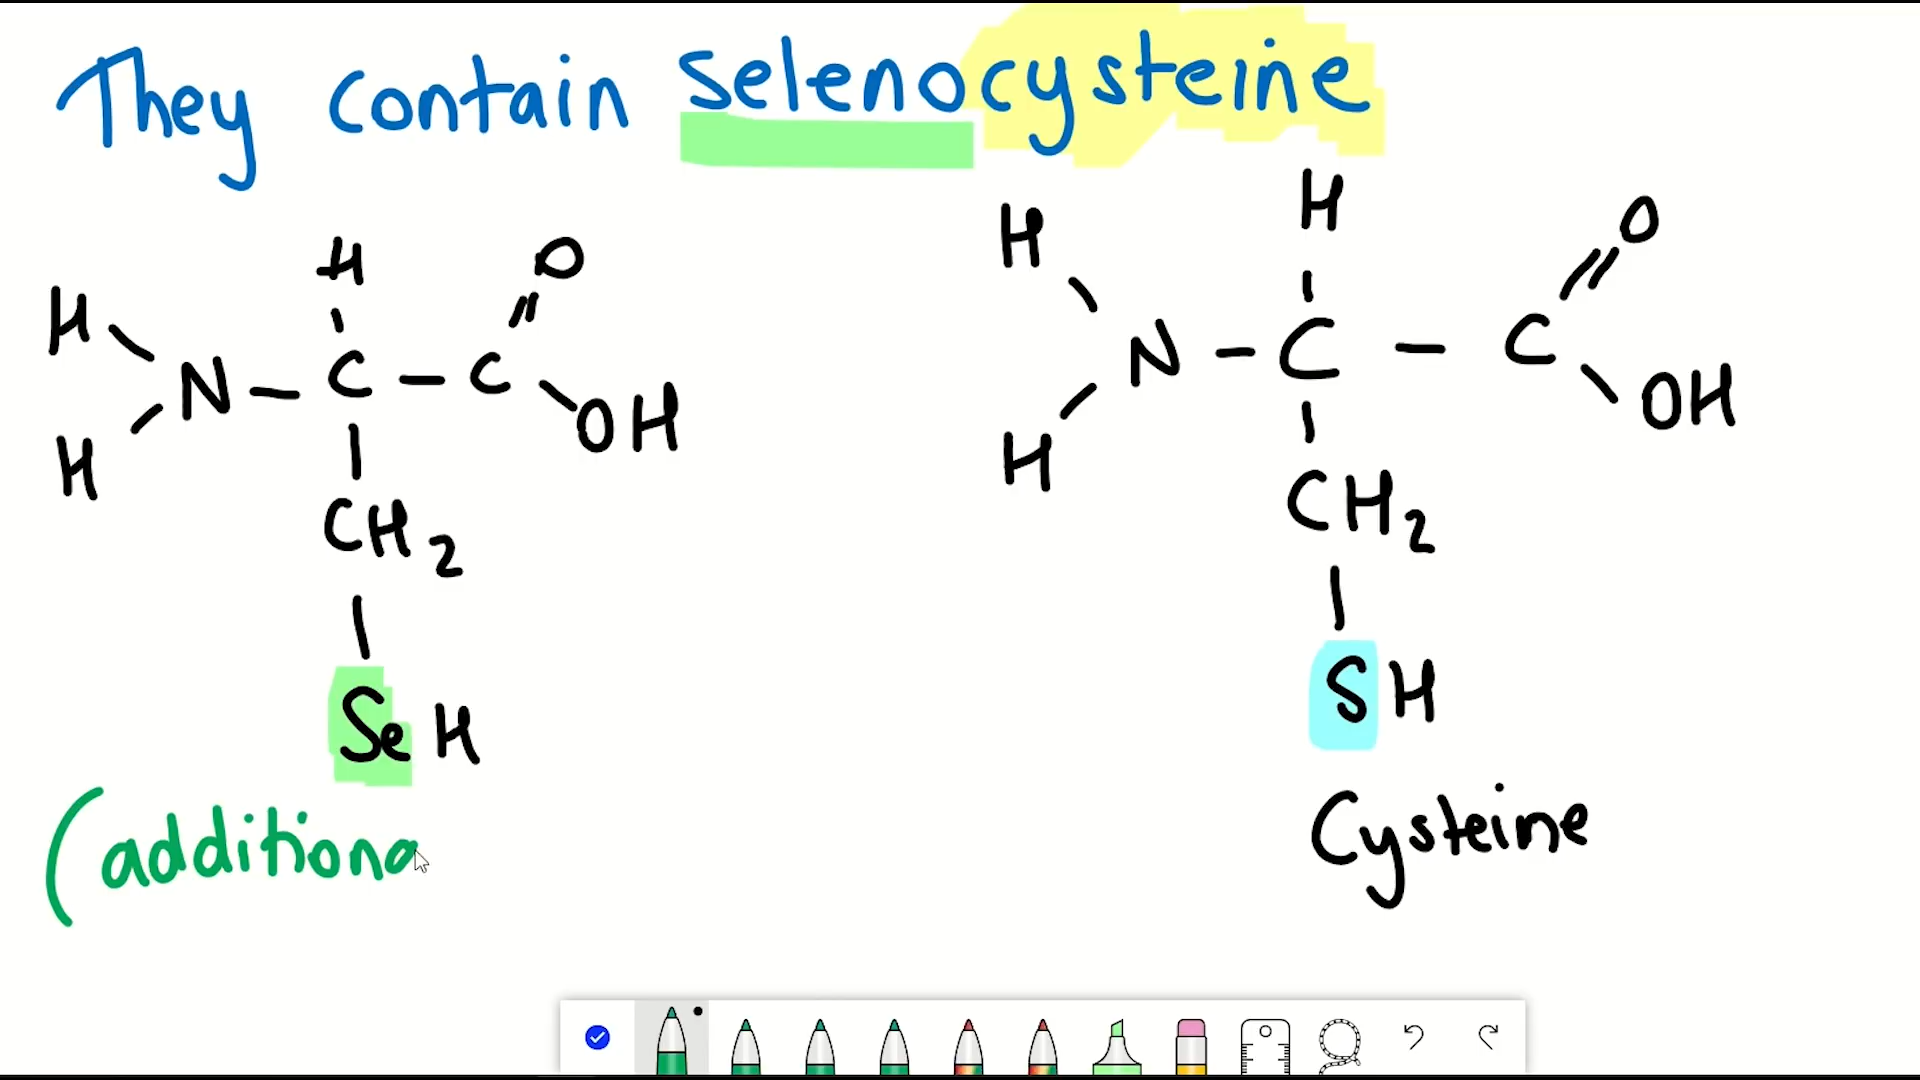 They contain selenocysteine
H H O
H H O
H N – C – C OH
H N – C – C OH
CH2 CH2
SeH SH
(additiona Cysteine